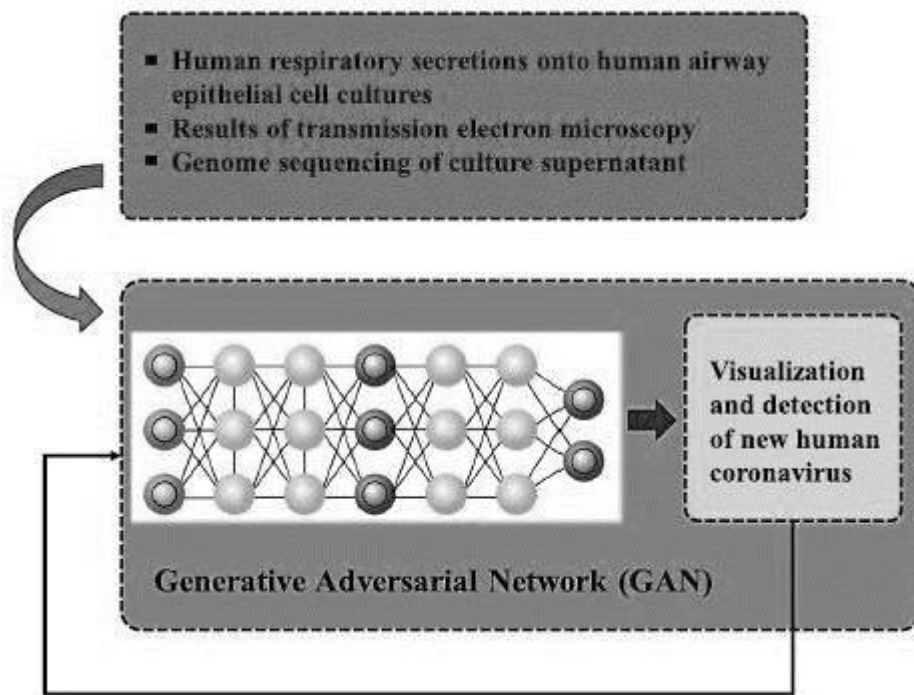 ▪ Human respiratory secretions onto human airway
epithelial cell cultures
▪ Results of transmission electron microscopy
▪ Genome sequencing of culture supernatant
Visualization
and detection
of new human
coronavirus
Generative Adversarial Network (GAN)